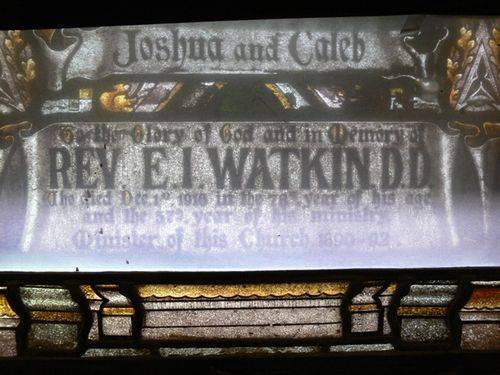 Joshua and Caleb
To the Glory of God and in Memory of
REV. E. I. WATKIN D.D.
Who died Dec 1st 1916 in the year of his age
and the 57th year of his ministry
Minister of this Church 1890-92.